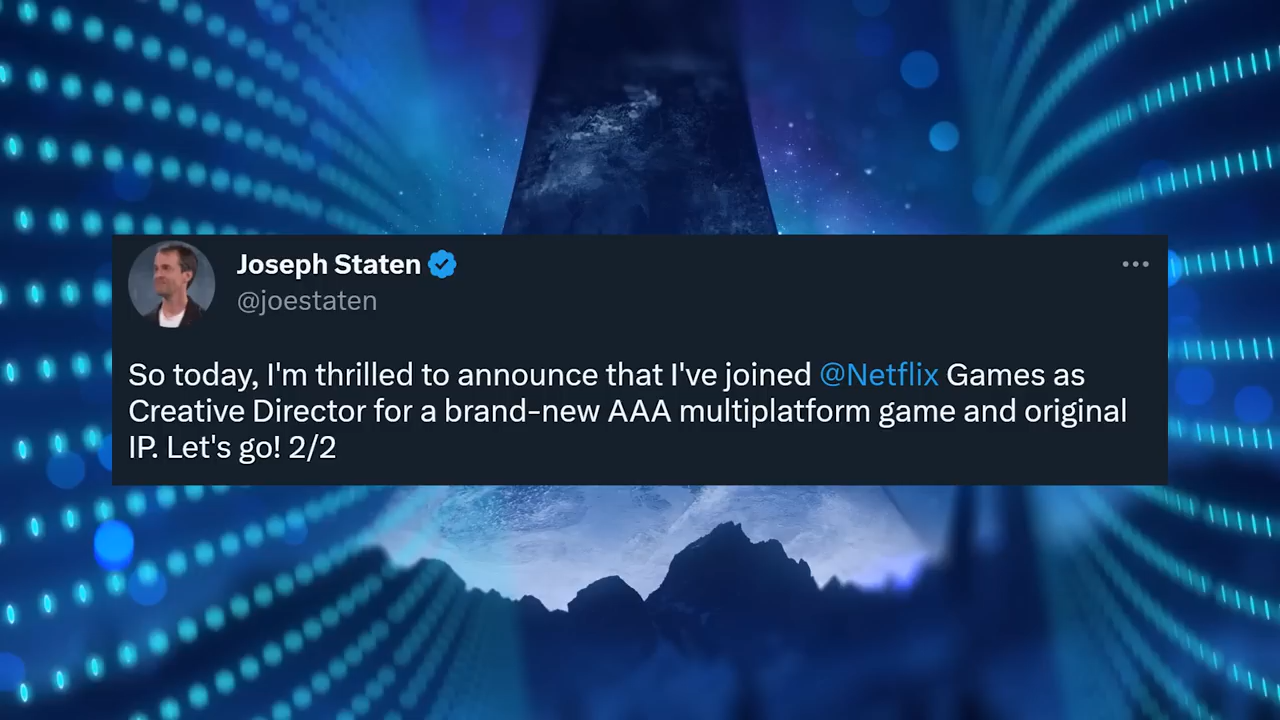 Joseph Staten
@joestaten
So today, I'm thrilled to announce that I've joined @Netflix Games as
Creative Director for a brand-new AAA multiplatform game and original
IP. Let's go! 2/2